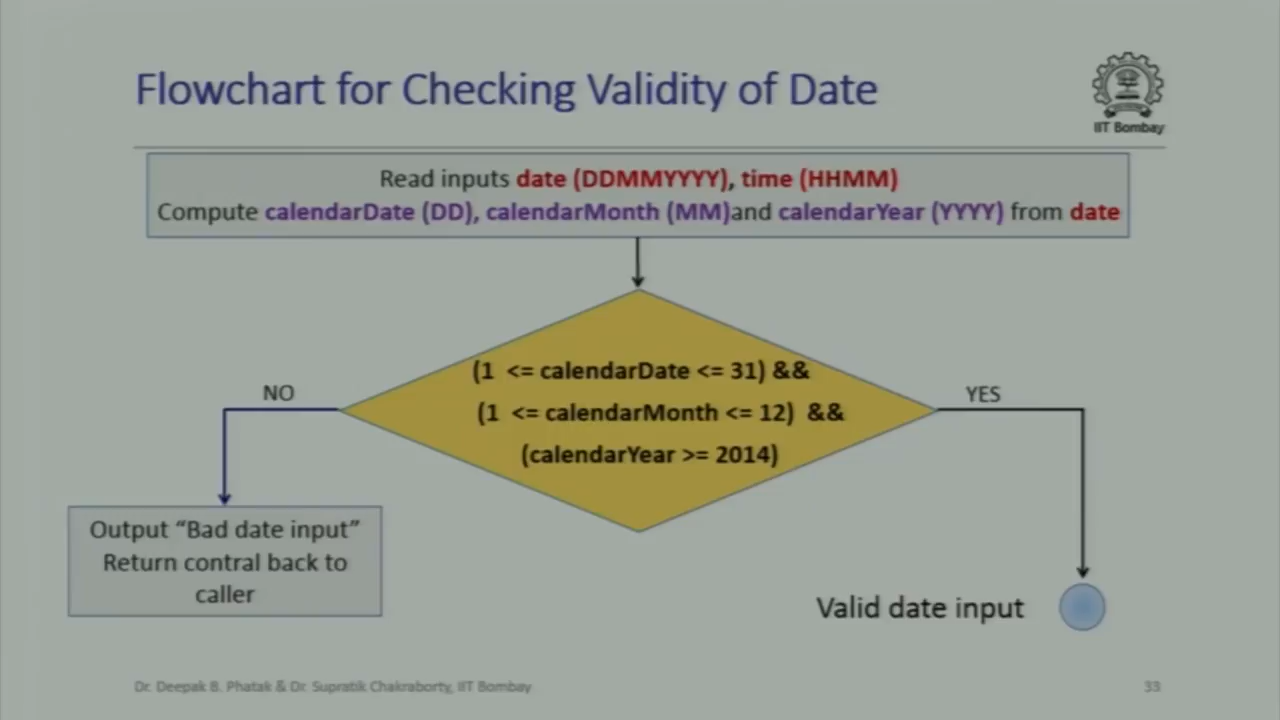 Flowchart for Checking Validity of Date
IIT Bombay
Read inputs date (DDMMYYYY), time (HHMM)
Compute calendarDate (DD), calendarMonth (MM)and calendarYear (YYYY) from date
(1 <= calendarDate <= 31) &&
(1 <= calendarMonth <= 12) &&
(calendarYear >= 2014)
NO
YES
Output “Bad date input”
Return contral back to
caller
Valid date input
Dr. Deepak B. Phatak & Dr. Supratik Chakraborty, IIT Bombay
33